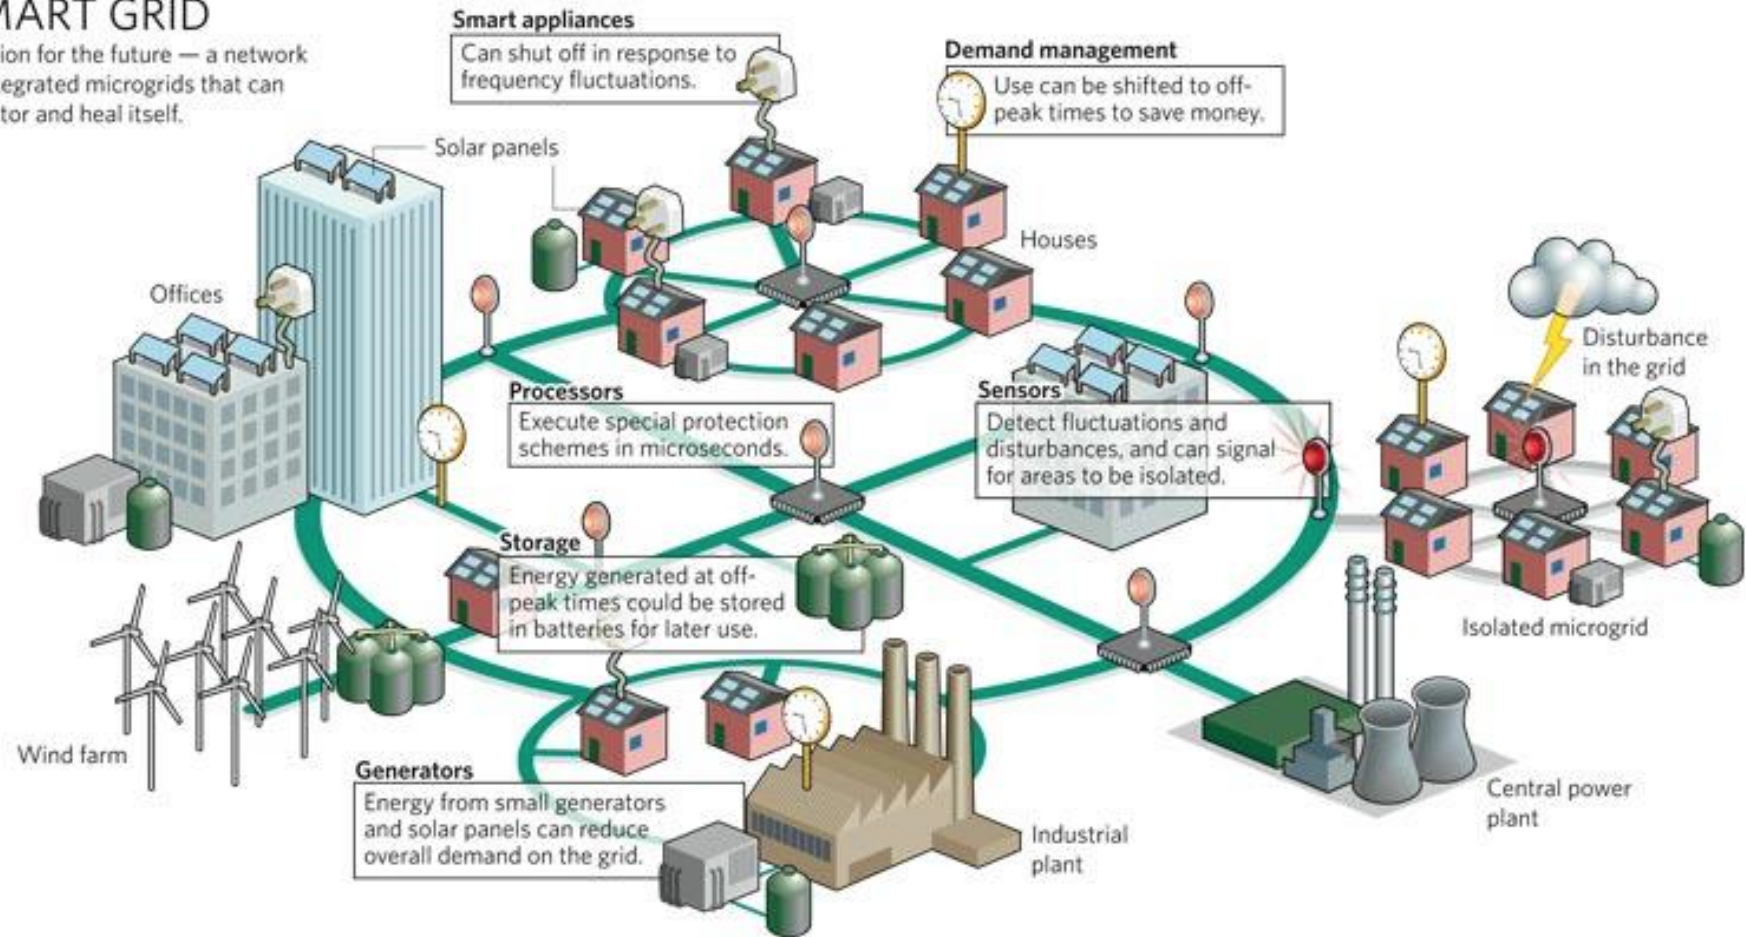 MART GRID
ion for the future — a network
egrated microgrids that can
tor and heal itself.
Smart appliances
Can shut off in response to
frequency fluctuations.
Demand management
Use can be shifted to off-
peak times to save money.
Solar panels
Houses
Offices
Disturbance
in the grid
Processors
Execute special protection
schemes in microseconds.
Sensors
Detect fluctuations and
disturbances, and can signal
for areas to be isolated.
Storage
Energy generated at off-
peak times could be stored
in batteries for later use.
Isolated microgrid
Wind farm
Generators
Energy from small generators
and solar panels can reduce
overall demand on the grid.
Industrial
plant
Central power
plant